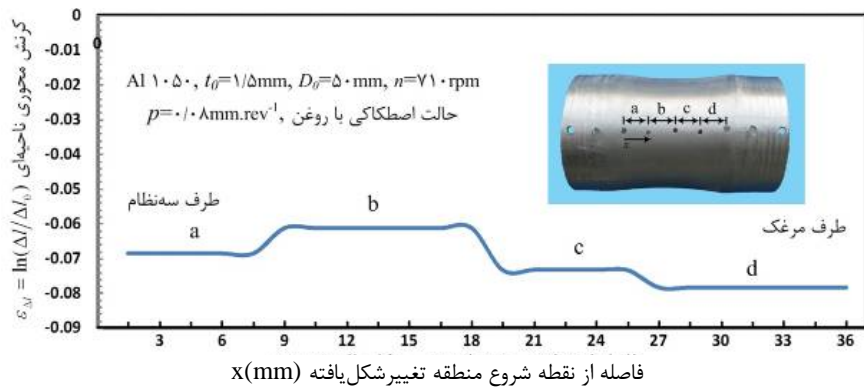 کرنش محوری ناحیه‌ای ε_Δl = ln(Δl/Δl₀)
0
-0.01
-0.02
-0.03
-0.04
-0.05
-0.06
-0.07
-0.08
-0.09
0
Al ۱۰۵۰, t₀=۱/۵mm, D₀=۵۰mm, n=۷۱۰rpm
حالت اصطکاکی با روغن ,p=۰/۰۸mm.rev⁻¹
a b c d
x
طرف سه‌نظام
طرف مرغک
a
b
c
d
3 6 9 12 15 18 21 24 27 30 33 36
فاصله از نقطه شروع منطقه تغییرشکل‌یافته x(mm)